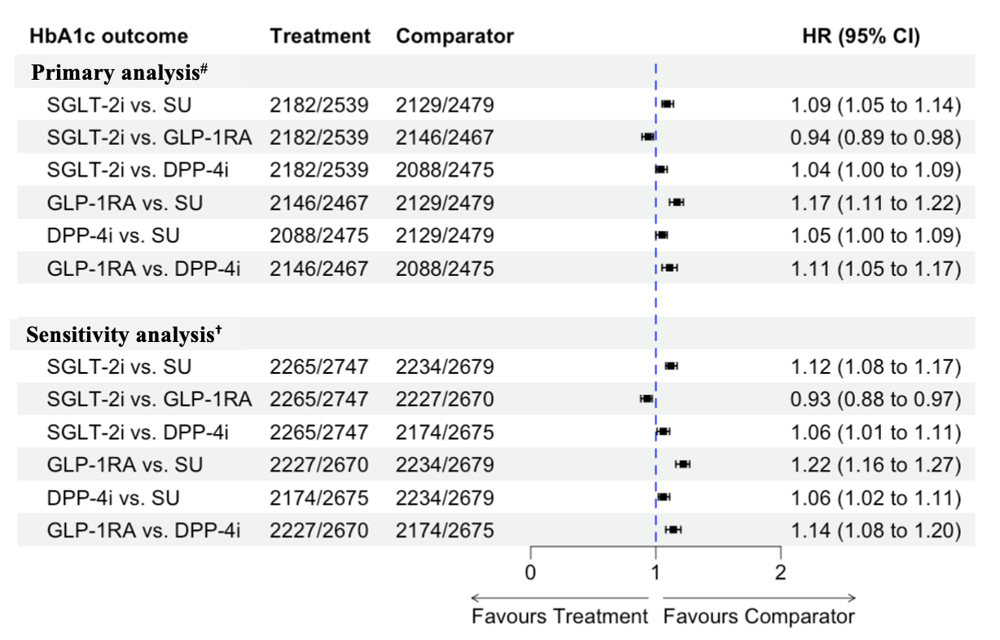 HbA1c outcome Treatment Comparator HR (95% CI)
Primary analysis#
SGLT-2i vs. SU 2182/2539 2129/2479 1.09 (1.05 to 1.14)
SGLT-2i vs. GLP-1RA 2182/2539 2146/2467 0.94 (0.89 to 0.98)
SGLT-2i vs. DPP-4i 2182/2539 2088/2475 1.04 (1.00 to 1.09)
GLP-1RA vs. SU 2146/2467 2129/2479 1.17 (1.11 to 1.22)
DPP-4i vs. SU 2088/2475 2129/2479 1.05 (1.00 to 1.09)
GLP-1RA vs. DPP-4i 2146/2467 2088/2475 1.11 (1.05 to 1.17)
Sensitivity analysis†
SGLT-2i vs. SU 2265/2747 2234/2679 1.12 (1.08 to 1.17)
SGLT-2i vs. GLP-1RA 2265/2747 2227/2670 0.93 (0.88 to 0.97)
SGLT-2i vs. DPP-4i 2265/2747 2174/2675 1.06 (1.01 to 1.11)
GLP-1RA vs. SU 2227/2670 2234/2679 1.22 (1.16 to 1.27)
DPP-4i vs. SU 2174/2675 2234/2679 1.06 (1.02 to 1.11)
GLP-1RA vs. DPP-4i 2227/2670 2174/2675 1.14 (1.08 to 1.20)
0 1 2
Favours Treatment Favours Comparator